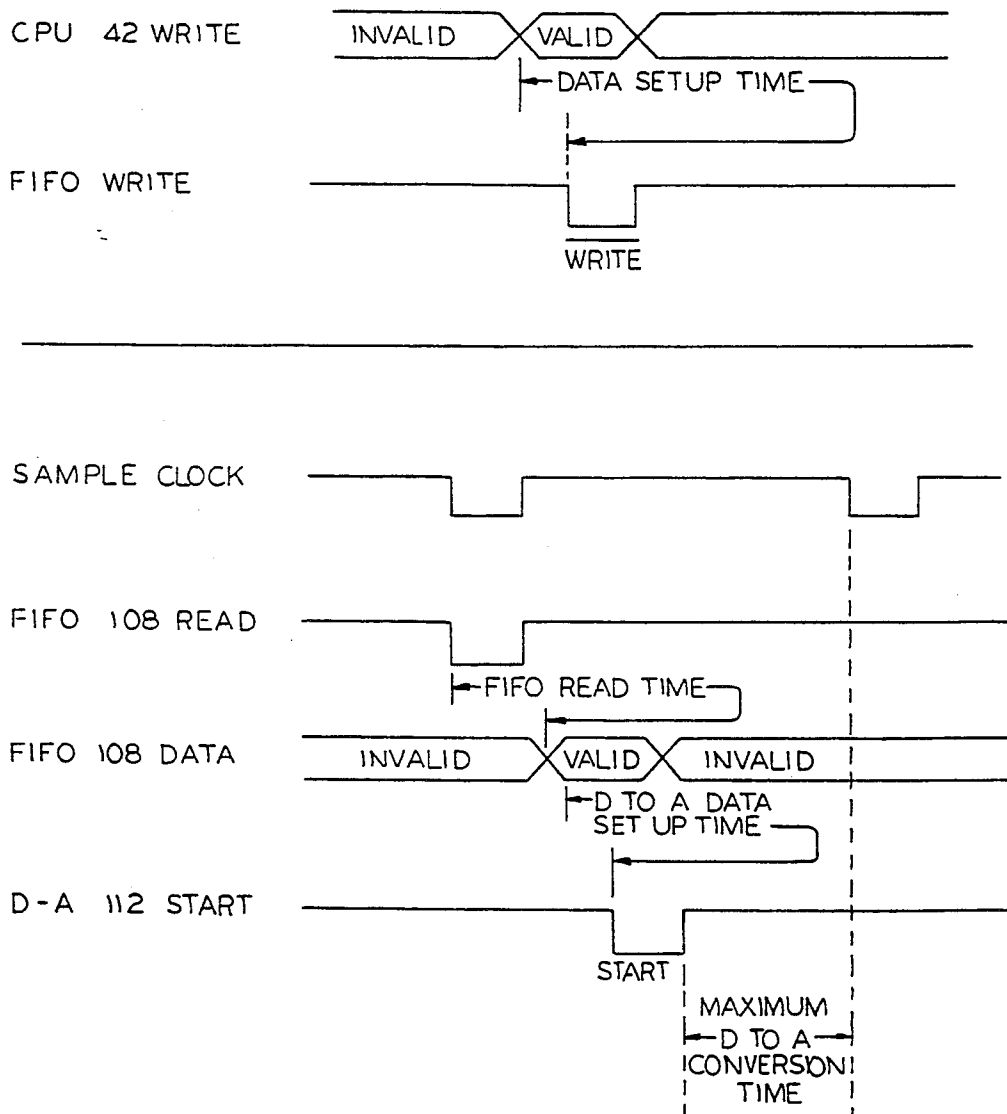 CPU 42 WRITE
INVALID
VALID
DATA SETUP TIME
FIFO WRITE
WRITE
SAMPLE CLOCK
FIFO 108 READ
FIFO READ TIME
FIFO 108 DATA
INVALID
VALID
INVALID
D TO A DATA
SET UP TIME
D-A 112 START
START
MAXIMUM
D TO A
CONVERSION
TIME